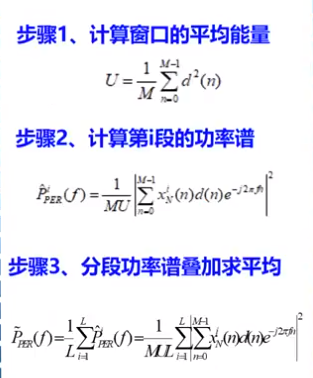 步骤1、计算窗口的平均能量
U = \frac{1}{M} \sum_{n=0}^{M-1} d^2(n)
步骤2、计算第i段的功率谱
\hat{P}_{PER}^{i}(f) = \frac{1}{MU} \left| \sum_{n=0}^{M-1} x_N^i(n) d(n) e^{-j2\pi fn} \right|^2
步骤3、分段功率谱叠加求平均
\tilde{P}_{PER}(f) = \frac{1}{L} \sum_{i=1}^{L} \hat{P}_{PER}^{i}(f) = \frac{1}{MUL} \sum_{i=1}^{L} \left| \sum_{n=0}^{M-1} x_N^i(n) d(n) e^{-j2\pi fn} \right|^2